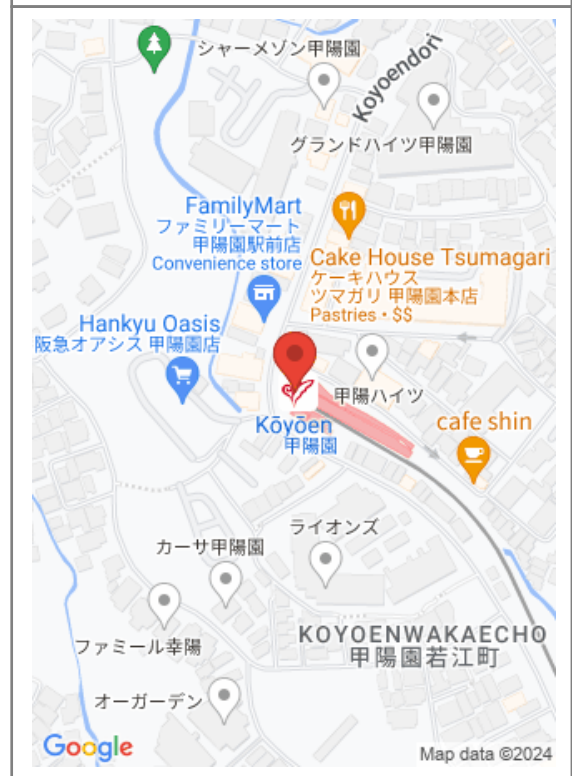 シャーメゾン甲陽園
Koyoendori
グランドハイツ甲陽園
FamilyMart
ファミリーマート
甲陽園駅前店
Convenience store
Cake House Tsumagari
ケーキハウス
ツマガリ 甲陽園本店
Pastries • $$
Hankyu Oasis
阪急オアシス 甲陽園店
甲陽ハイツ
Kōyōen
甲陽園
cafe shin
ライオンズ
カーサ甲陽園
KOYOENWAKAECHO
甲陽園若江町
ファミール幸陽
オーガーデン
Google
Map data ©2024